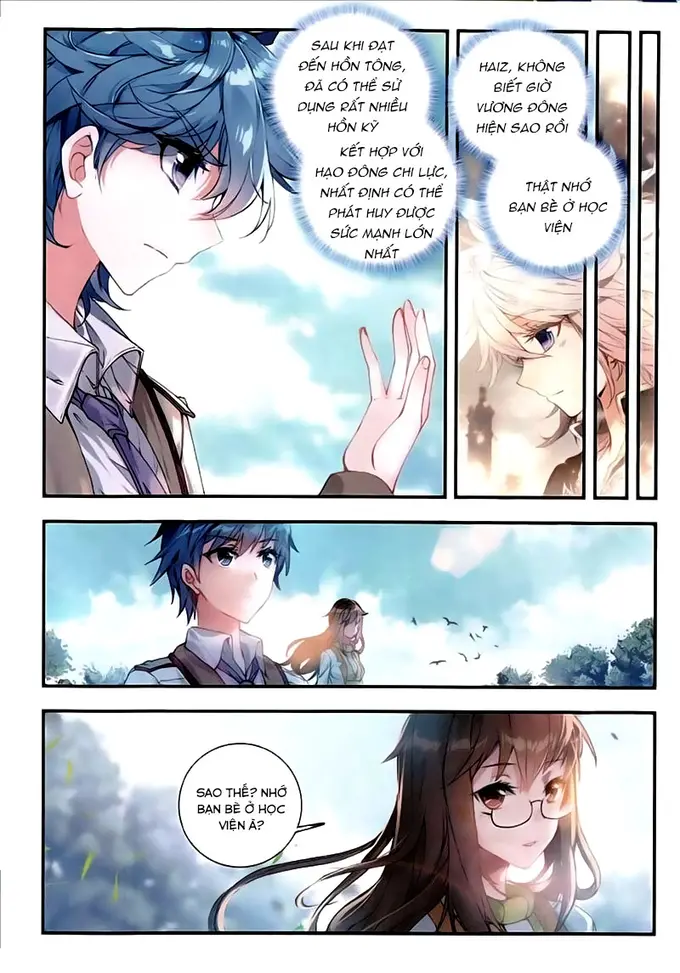 SAU KHI ĐẠT
ĐẾN HỒN TÔNG,
ĐÃ CÓ THỂ SỬ
DỤNG RẤT NHIỀU
HỒN KỸ
KẾT HỢP VỚI
HẠO ĐÔNG CHI LỰC,
NHẤT ĐỊNH CÓ THỂ
PHÁT HUY ĐƯỢC
SỨC MẠNH LỚN
NHẤT
HAIZ, KHÔNG
BIẾT GIỜ
VƯƠNG ĐÔNG
HIỆN SAO RỒI
THẬT NHỚ
BẠN BÈ Ở HỌC
VIỆN
SAO THẾ? NHỚ
BẠN BÈ Ở HỌC
VIỆN À?